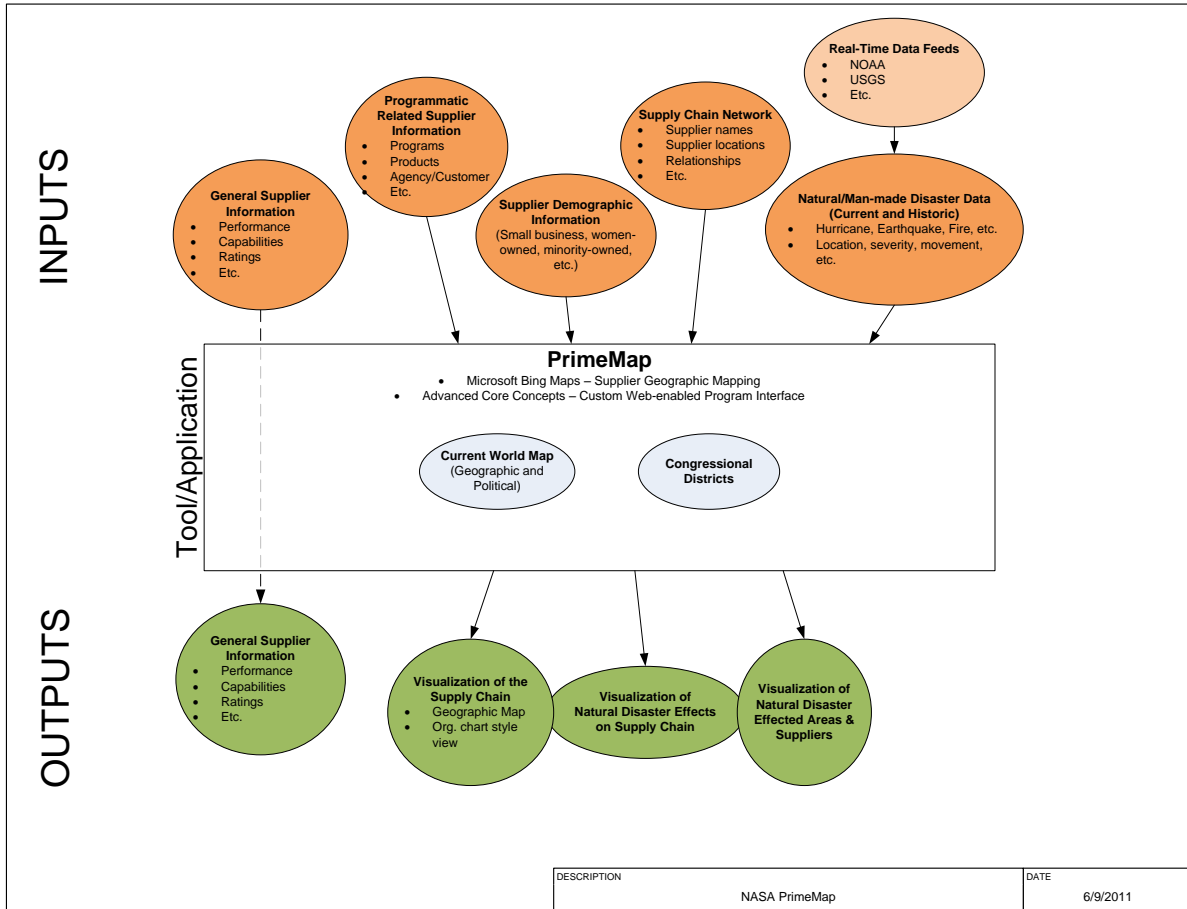 INPUTS
Real-Time Data Feeds
• NOAA
• USGS
• Etc.
Programmatic
Related Supplier
Information
• Programs
• Products
• Agency/Customer
• Etc.
Supply Chain Network
• Supplier names
• Supplier locations
• Relationships
• Etc.
General Supplier
Information
• Performance
• Capabilities
• Ratings
• Etc.
Supplier Demographic
Information
(Small business, women-
owned, minority-owned,
etc.)
Natural/Man-made Disaster Data
(Current and Historic)
• Hurricane, Earthquake, Fire, etc.
• Location, severity, movement,
etc.
Tool/Application
PrimeMap
• Microsoft Bing Maps – Supplier Geographic Mapping
• Advanced Core Concepts – Custom Web-enabled Program Interface
Current World Map
(Geographic and
Political)
Congressional
Districts
OUTPUTS
General Supplier
Information
• Performance
• Capabilities
• Ratings
• Etc.
Visualization of the
Supply Chain
• Geographic Map
• Org. chart style
view
Visualization of
Natural Disaster Effects
on Supply Chain
Visualization of
Natural Disaster
Effected Areas &
Suppliers
DESCRIPTION
NASA PrimeMap
DATE
6/9/2011